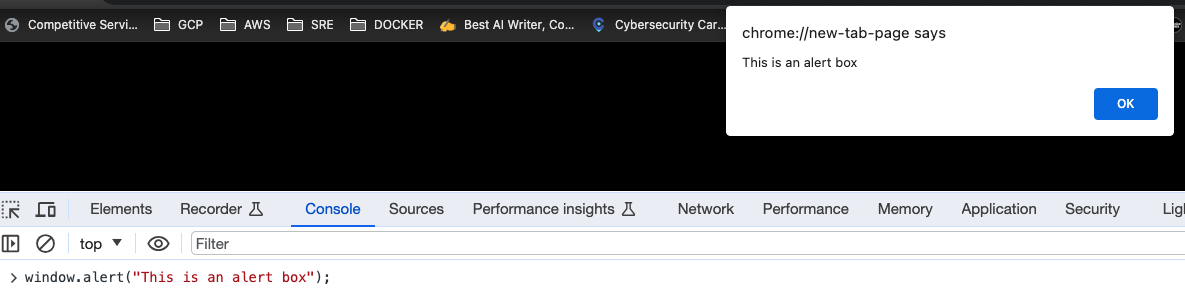 Competitive Servi... GCP AWS SRE DOCKER Best AI Writer, Co... Cybersecurity Car...
chrome://new-tab-page says
This is an alert box
OK
Elements Recorder Console Sources Performance insights Network Performance Memory Application Security Ligh
top Filter
> window.alert("This is an alert box");